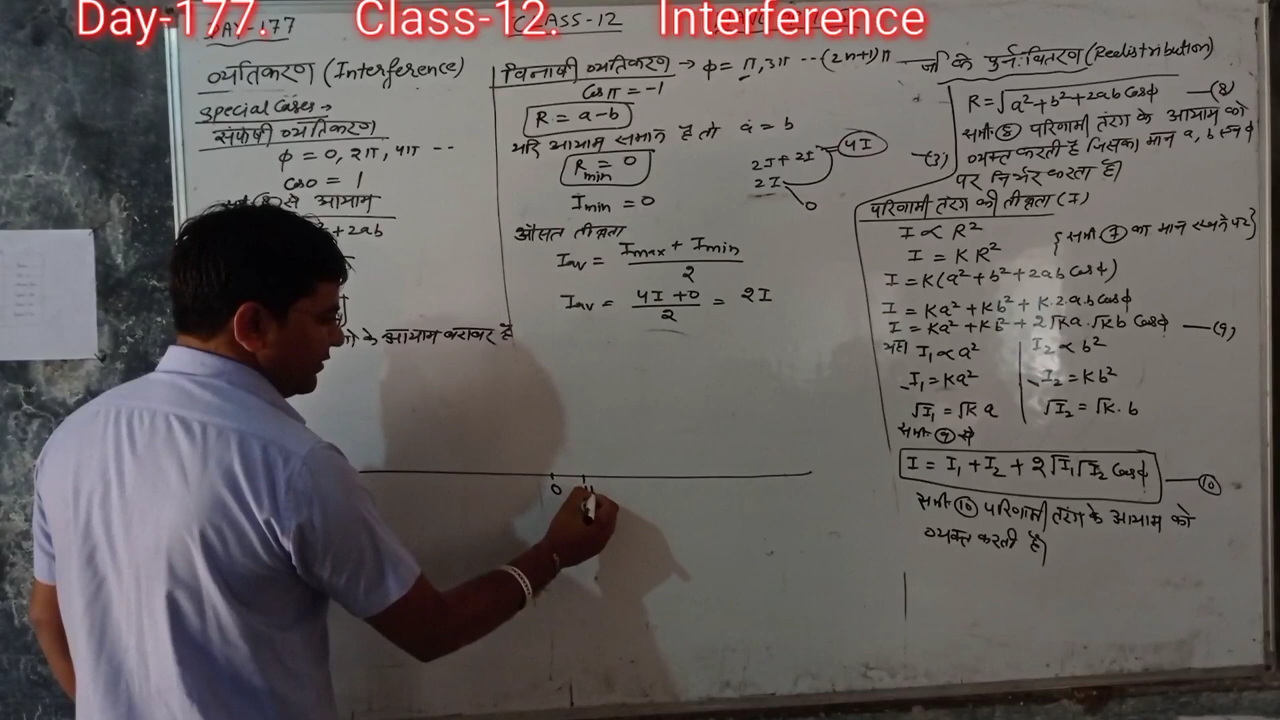 Day-177. Class-12. Interference
DAY-177
CLASS-12
व्यतिकरण (Interference)
Special Cases →
संपोषी व्यतिकरण
ϕ = 0, 2π, 4π --
cos0 = 1
से आयाम
+ 2ab
के आयाम बराबर है
विनाषी व्यतिकरण → ϕ = π, 3π --- (2n+1)π
Cosπ = -1
R = a-b
यदि आयाम समान है तो a = b
Rmin = 0
Imin = 0
औसत तीव्रता
Iav = Imax + Imin / 2
Iav = 4I + 0 / 2 = 2I
2I + 2I 4I
2I
0
के पुर्नःवितरण (Redistribution)
R = √a²+b²+2ab Cosϕ —(8)
समी⑧ परिणामी तरंग के आयाम को
व्यक्त करती है जिसका मान a, b व ϕ
पर निर्भर करता है।
परिणामी तरंग की तीव्रता (I)
I ∝ R²
I = KR²
{समी ⑦ का मान रखने पर}
I = K(a²+b²+2ab Cosϕ)
I = Ka² + Kb² + K.2.a.b Cosϕ
I = Ka² + Kb² + 2√Ka.√Kb Cosϕ —(9)
यहा I₁ ∝ a² I₂ ∝ b²
I₁ = Ka² I₂ = Kb²
√I₁ = √K a √I₂ = √K. b
समी ⑨ से
I = I₁ + I₂ + 2√I₁√I₂ Cosϕ —⑩
समी ⑩ परिणामी तरंग के आयाम को
व्यक्त करती है।
0